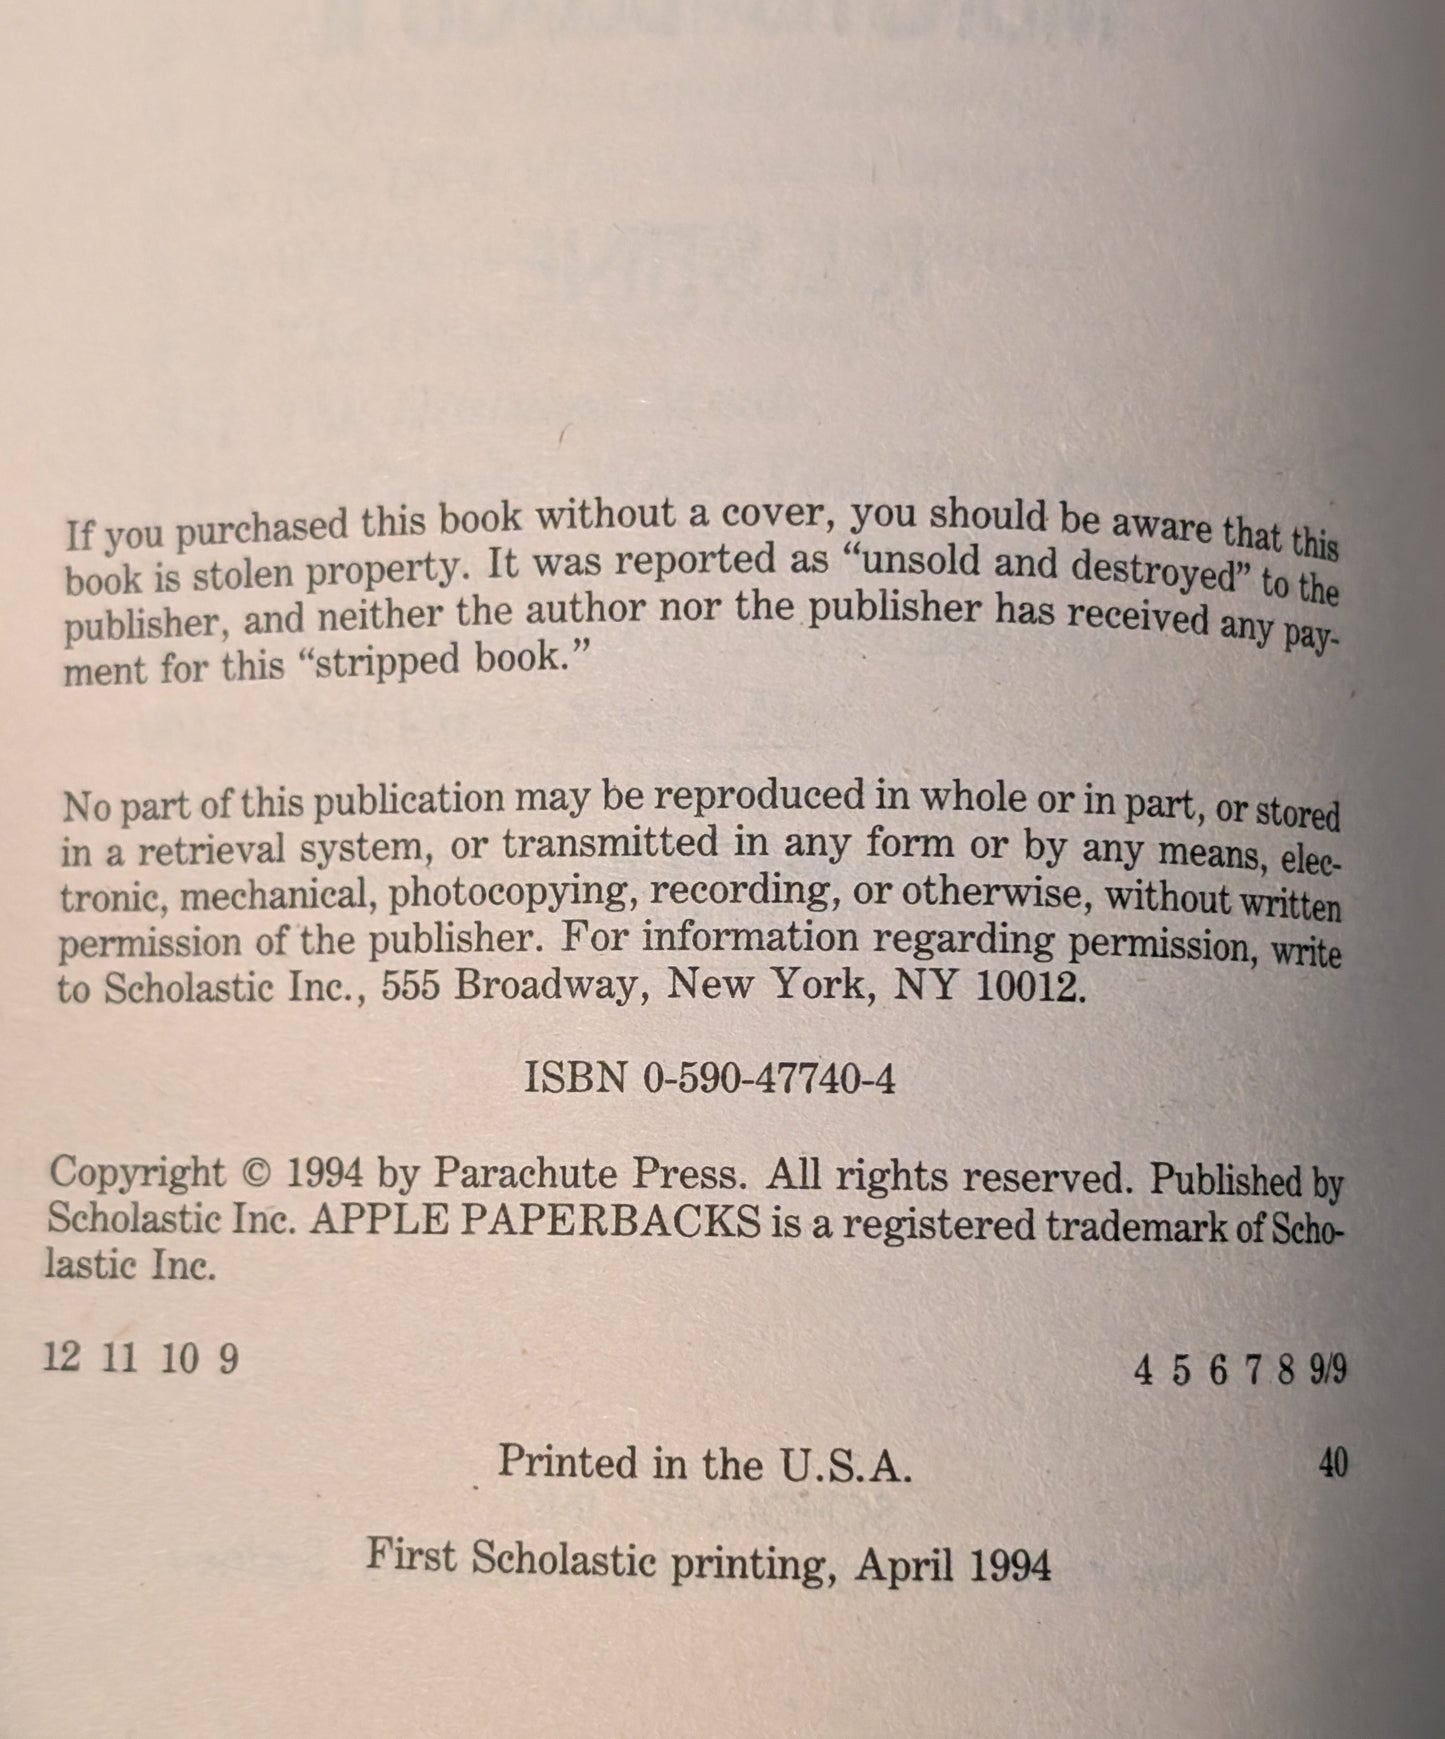 If you purchased this book without a cover, you should be aware that this
book is stolen property. It was reported as “unsold and destroyed” to the
publisher, and neither the author nor the publisher has received any pay-
ment for this “stripped book.”
No part of this publication may be reproduced in whole or in part, or stored
in a retrieval system, or transmitted in any form or by any means, elec-
tronic, mechanical, photocopying, recording, or otherwise, without written
permission of the publisher. For information regarding permission, write
to Scholastic Inc., 555 Broadway, New York, NY 10012.
ISBN 0-590-47740-4
Copyright © 1994 by Parachute Press. All rights reserved. Published by
Scholastic Inc. APPLE PAPERBACKS is a registered trademark of Scho-
lastic Inc.
12 11 10 9 4 5 6 7 8 9/9
Printed in the U.S.A. 40
First Scholastic printing, April 1994